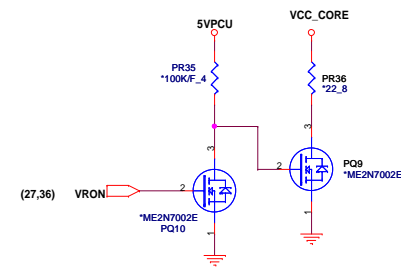 5VPCU
VCC_CORE
PR35
*100K/F_4
PR36
*22_8
3
3
2
PQ9
*ME2N7002E
(27,36)
VRON
2
*ME2N7002E
PQ10
1
1